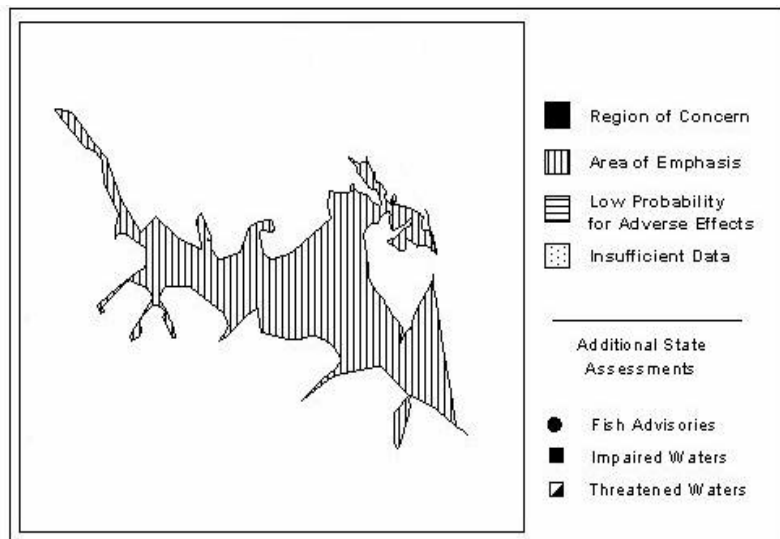 Region of Concern
Area of Emphasis
Low Probability
for Adverse Effects
Insufficient Data
Additional State
Assessments
Fish Advisories
Impaired Waters
Threatened Waters